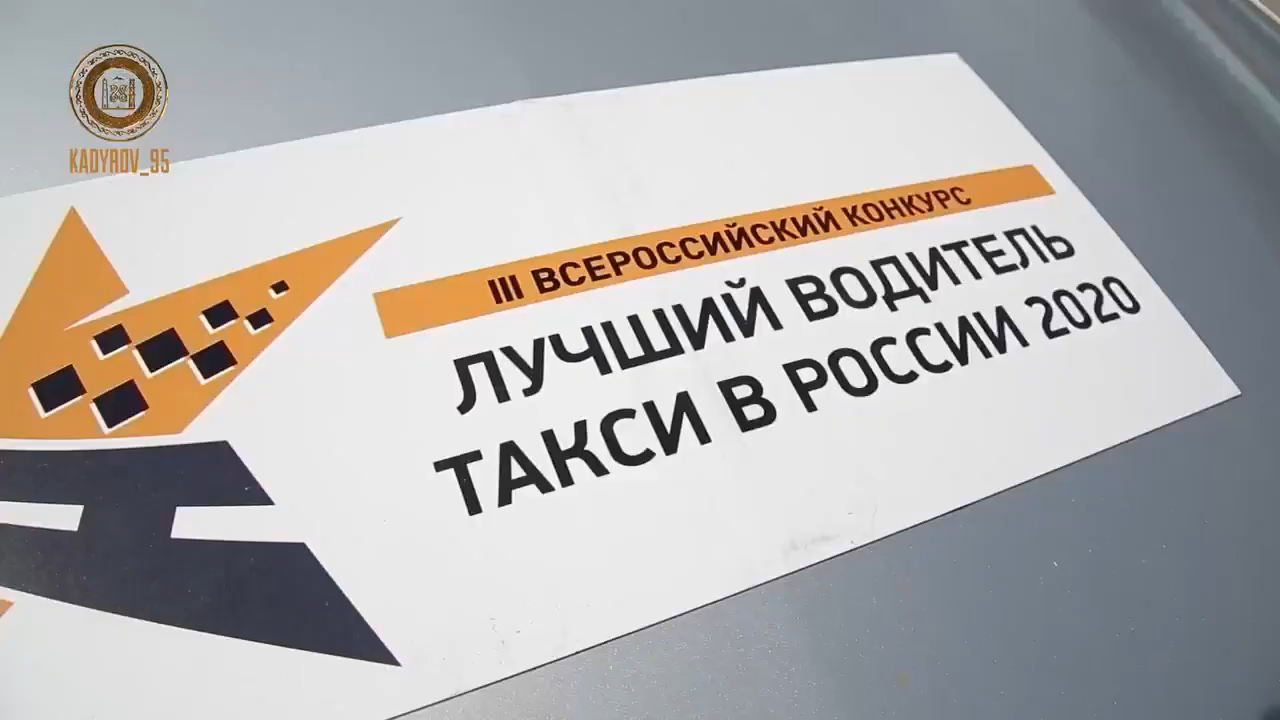 KADYROV_95
III ВСЕРОССИЙСКИЙ КОНКУРС
ЛУЧШИЙ ВОДИТЕЛЬ
ТАКСИ В РОССИИ 2020